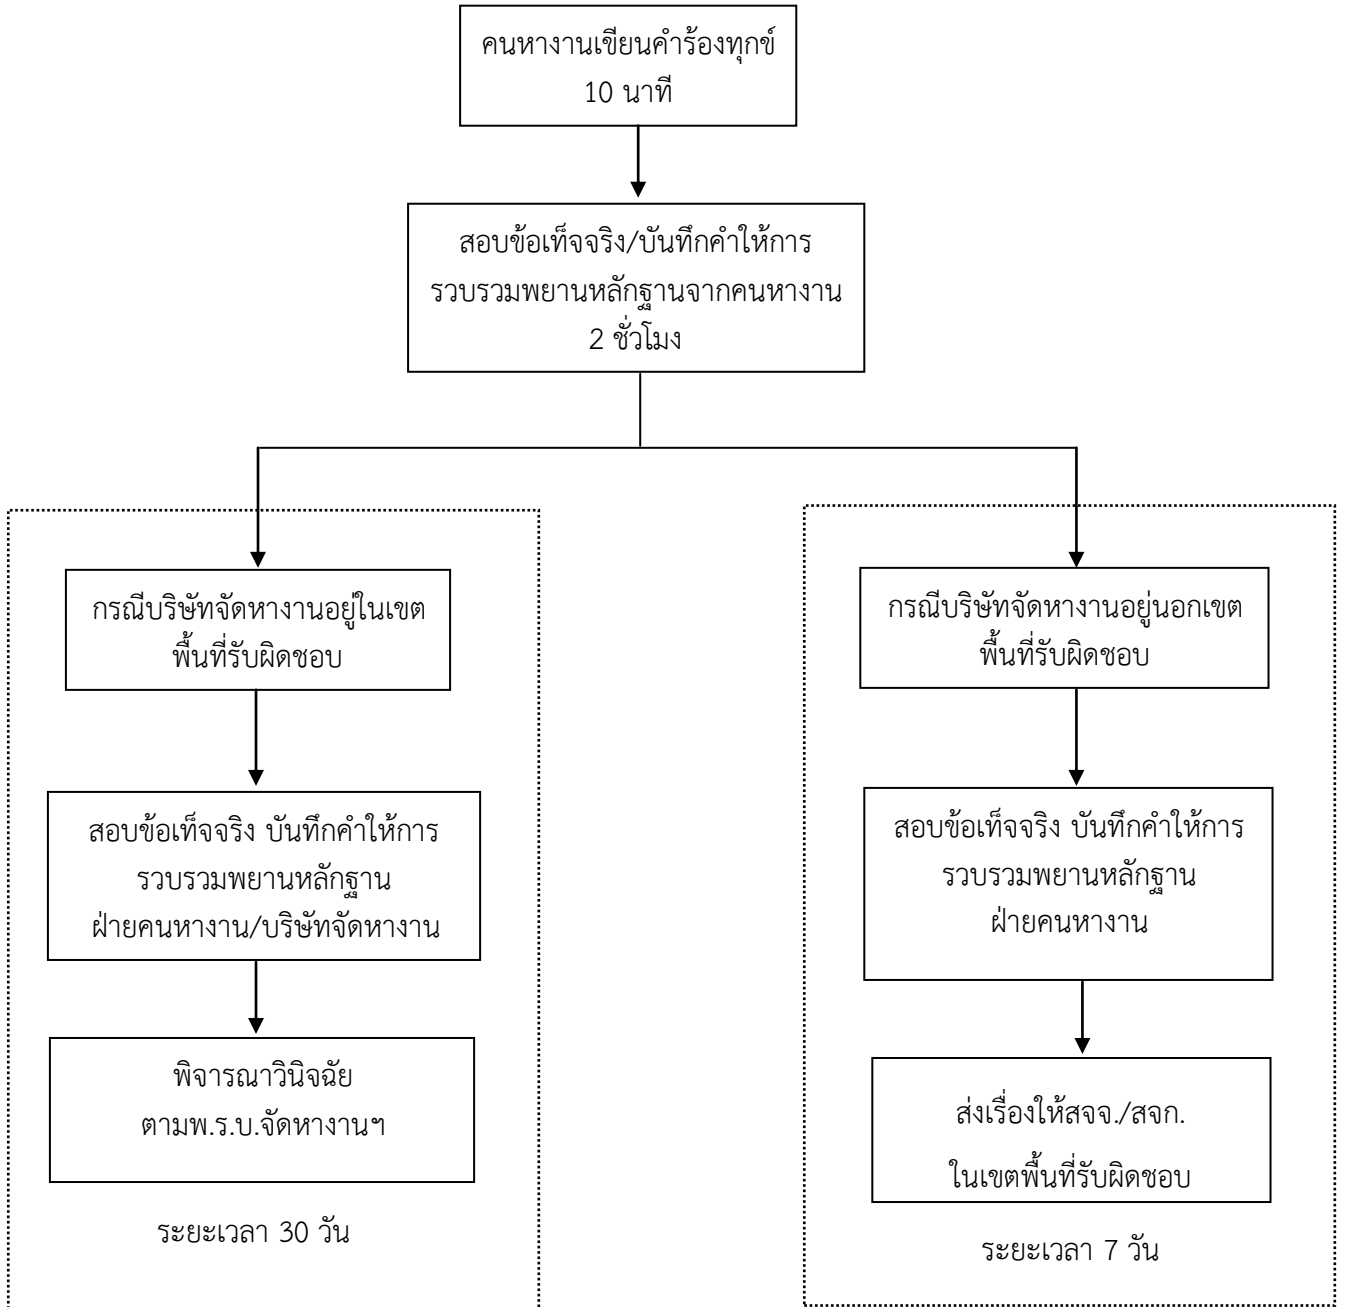 คนหางานเขียนคำร้องทุกข์
10 นาที
สอบข้อเท็จจริง/บันทึกคำให้การ
รวบรวมพยานหลักฐานจากคนหางาน
2 ชั่วโมง
กรณีบริษัทจัดหางานอยู่ในเขต
พื้นที่รับผิดชอบ
สอบข้อเท็จจริง บันทึกคำให้การ
รวบรวมพยานหลักฐาน
ฝ่ายคนหางาน/บริษัทจัดหางาน
พิจารณาวินิจฉัย
ตามพ.ร.บ.จัดหางานฯ
ระยะเวลา 30 วัน
กรณีบริษัทจัดหางานอยู่นอกเขต
พื้นที่รับผิดชอบ
สอบข้อเท็จจริง บันทึกคำให้การ
รวบรวมพยานหลักฐาน
ฝ่ายคนหางาน
ส่งเรื่องให้สจจ./สจก.
ในเขตพื้นที่รับผิดชอบ
ระยะเวลา 7 วัน